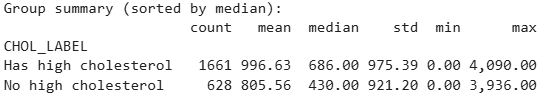 Group summary (sorted by median):
count mean median std min max
CHOL_LABEL
Has high cholesterol 1661 996.63 686.00 975.39 0.00 4,090.00
No high cholesterol 628 805.56 430.00 921.20 0.00 3,936.00